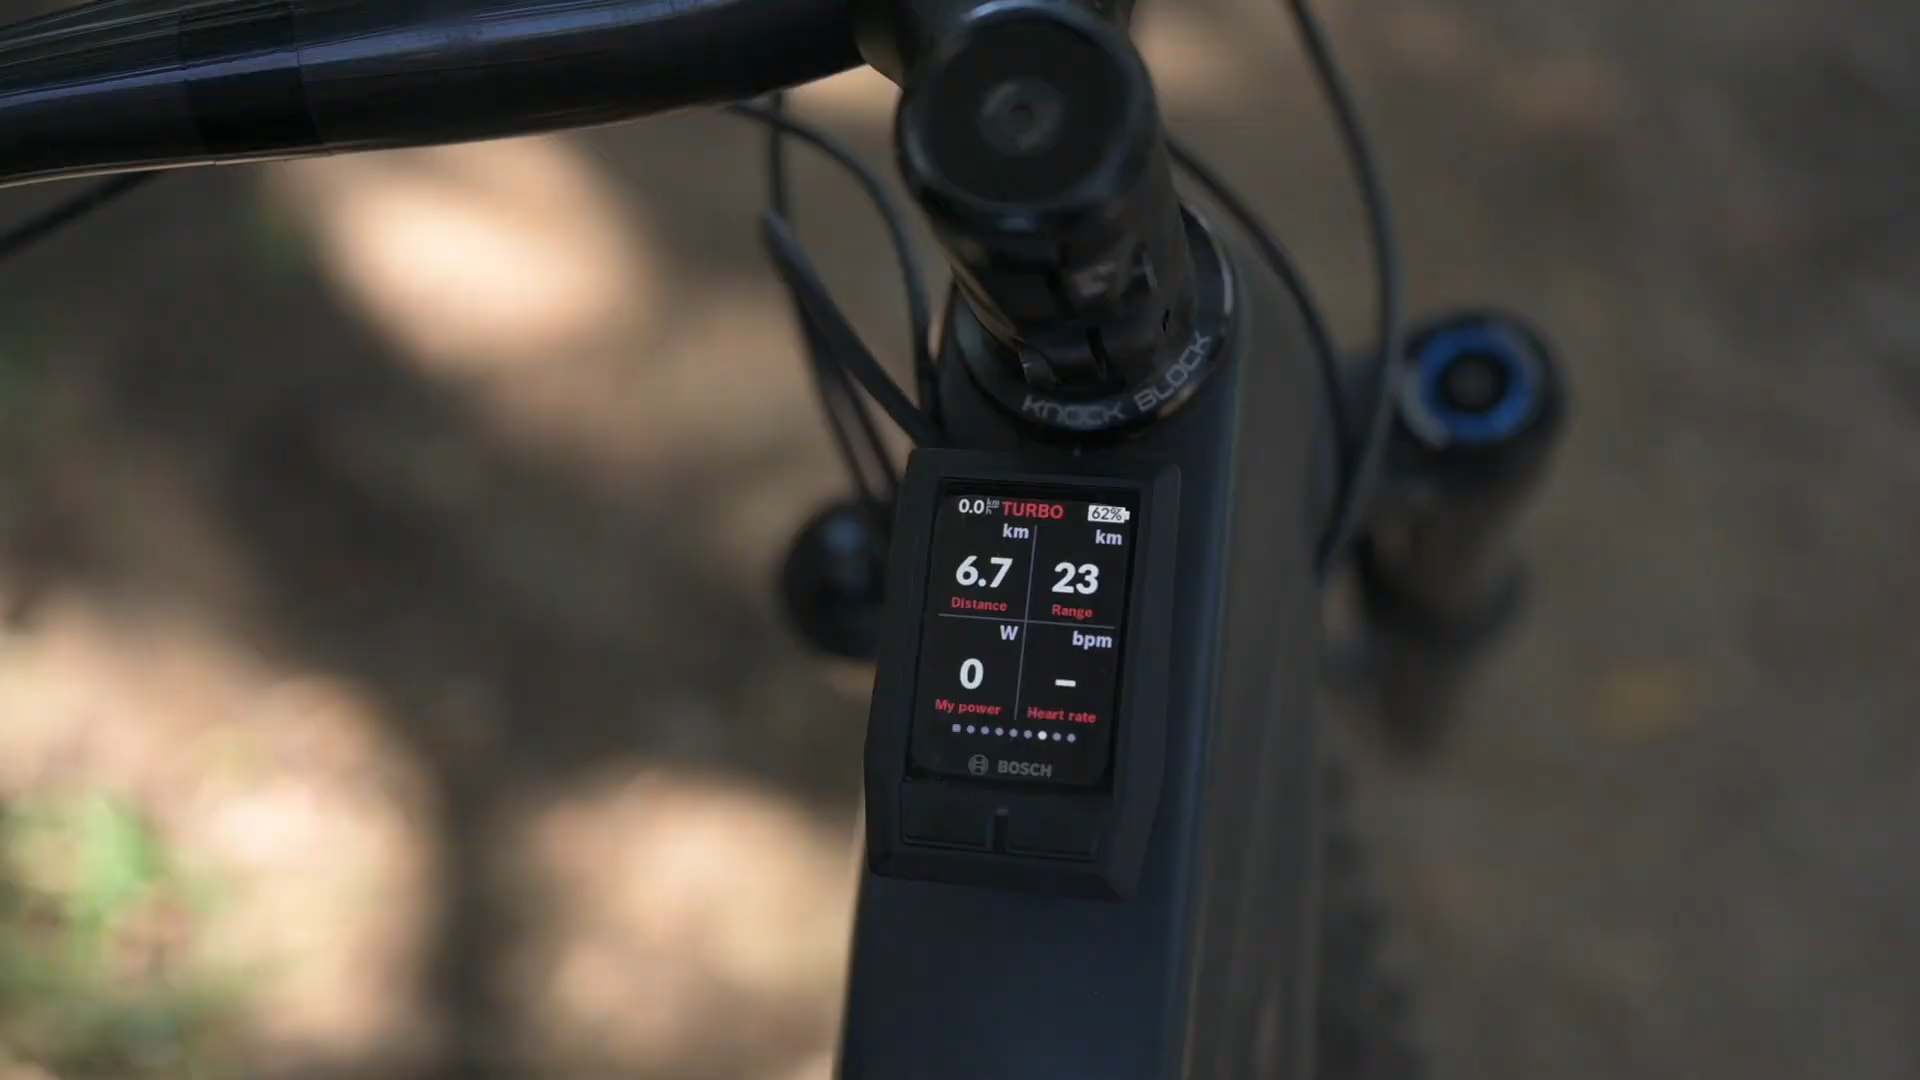 KNOCK BLOCK
0.0 km/h TURBO 62%
km km
6.7 23
Distance Range
W bpm
0 –
My power Heart rate
BOSCH